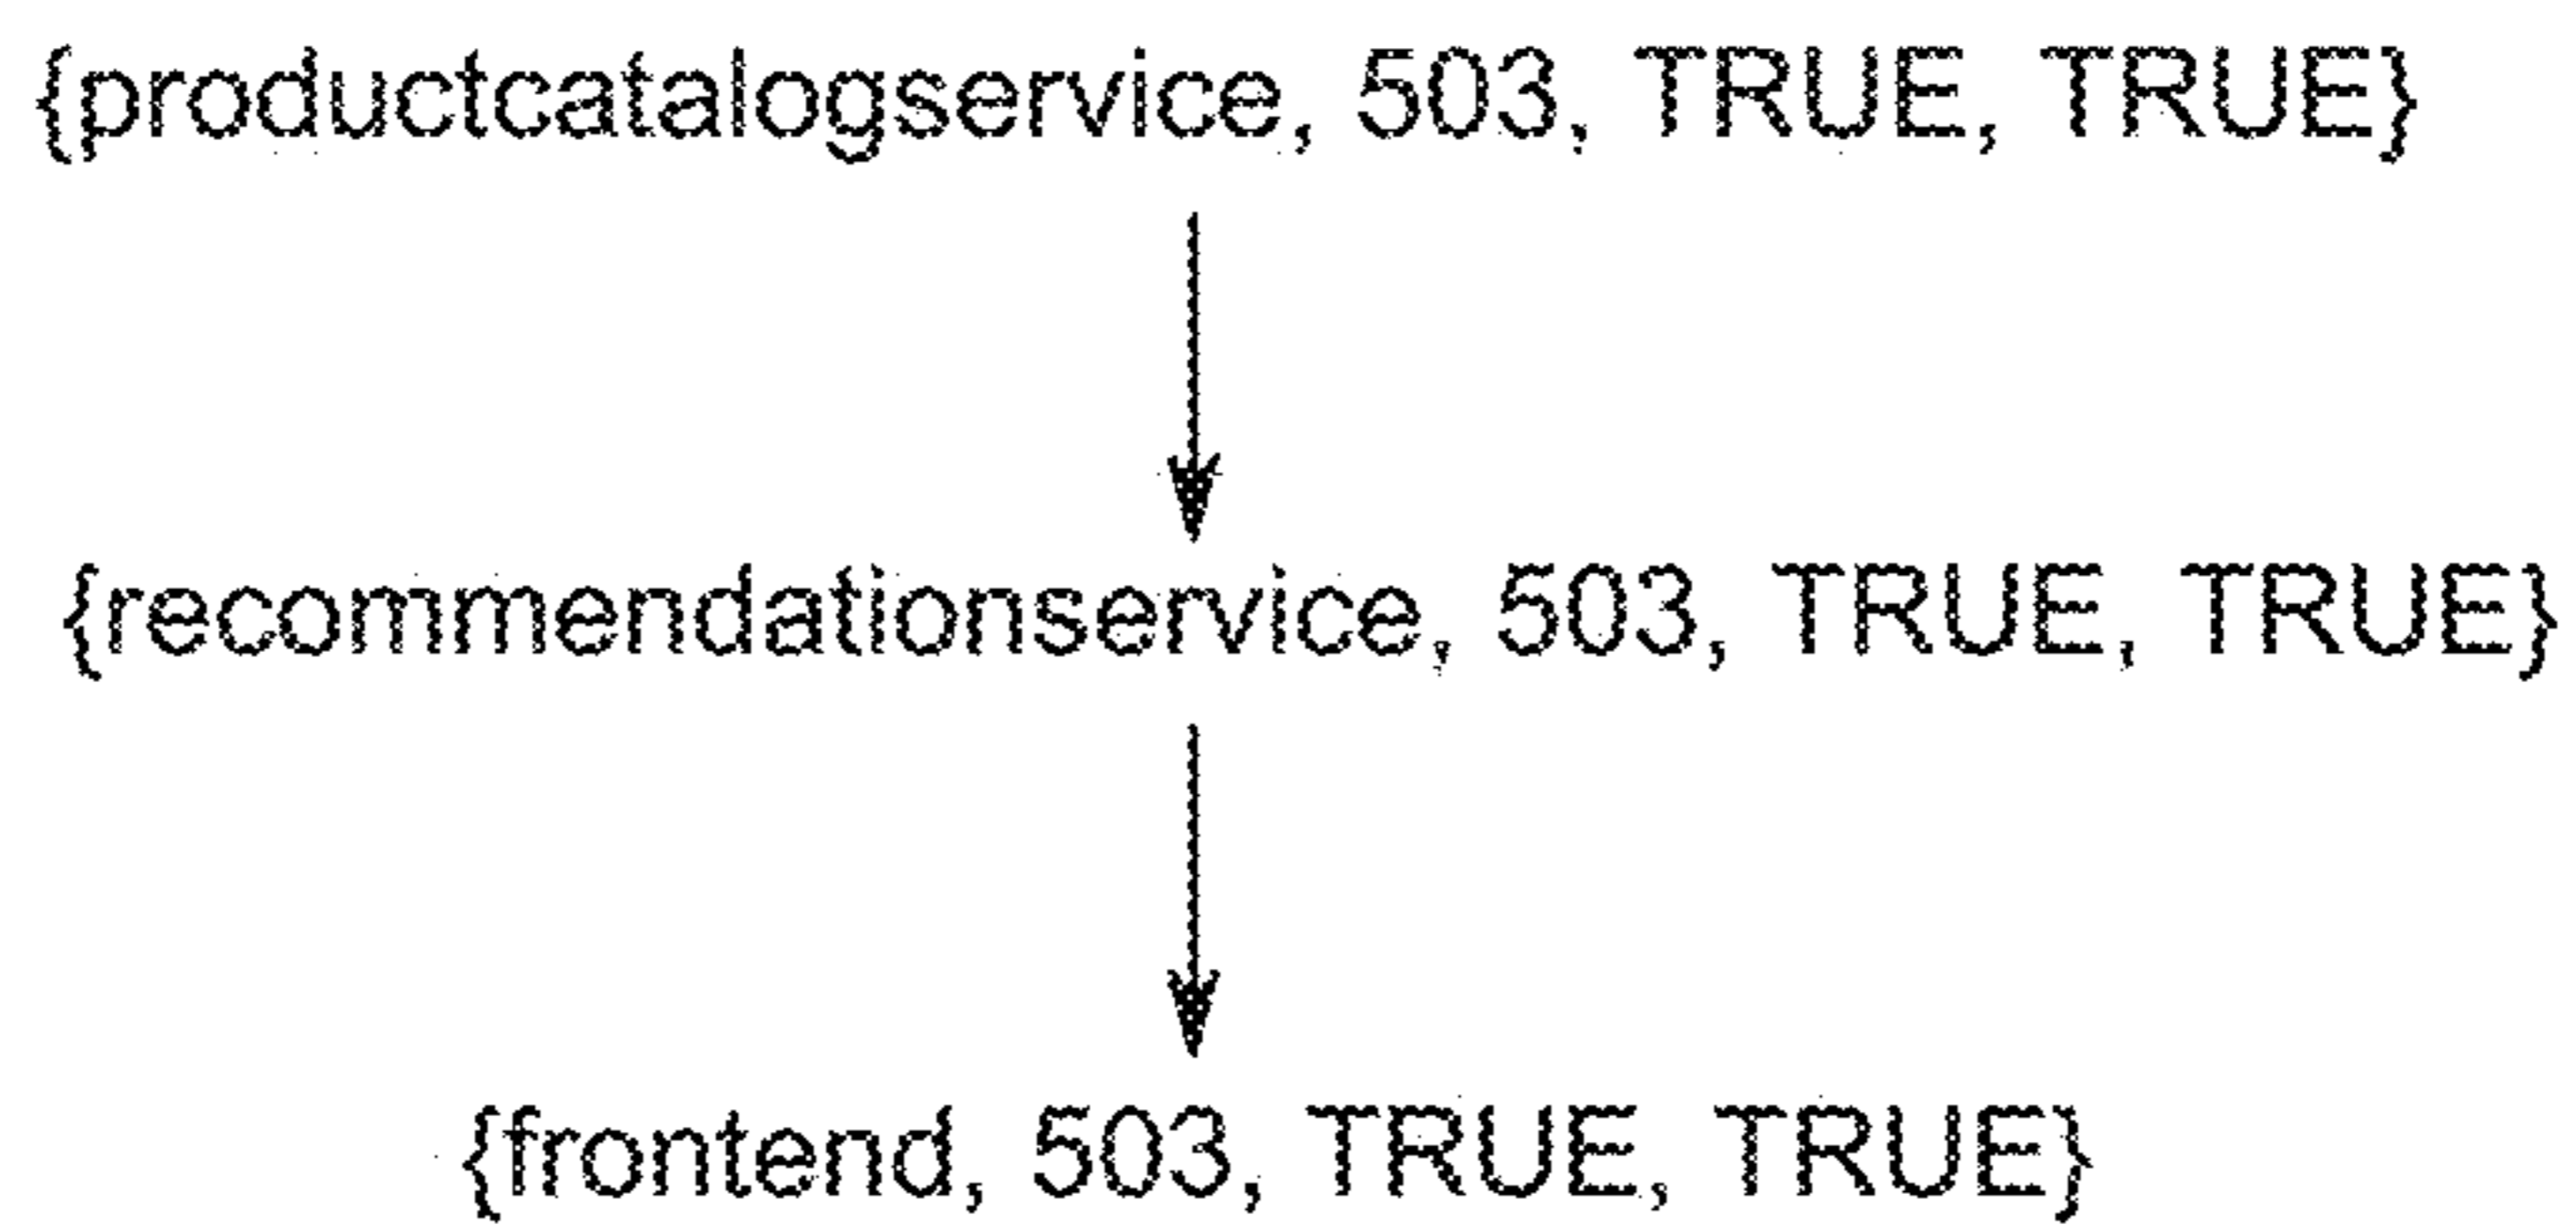 {productcatalogservice, 503, TRUE, TRUE}
{recommendationservice, 503, TRUE, TRUE}
{frontend, 503, TRUE, TRUE}